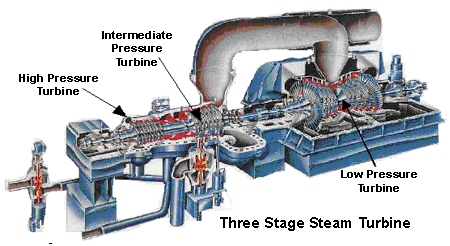 Intermediate
Pressure
Turbine
High Pressure
Turbine
Low Pressure
Turbine
Three Stage Steam Turbine